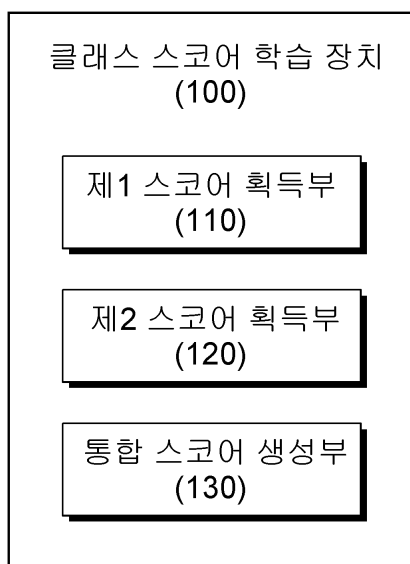 클래스 스코어 학습 장치
(100)
제1 스코어 획득부
(110)
제2 스코어 획득부
(120)
통합 스코어 생성부
(130)